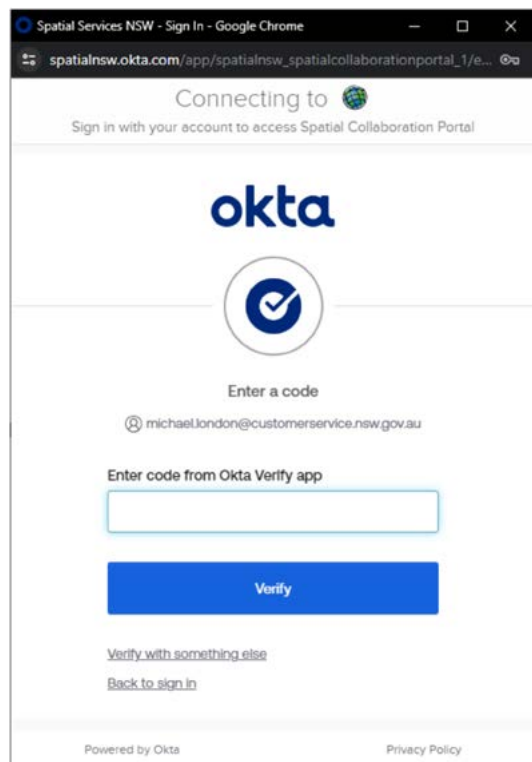 Spatial Services NSW - Sign In - Google Chrome
spatialnsw.okta.com/app/spatialnsw_spatialcollaborationportal_1/e...
Connecting to
Sign in with your account to access Spatial Collaboration Portal
okta
Enter a code
michael.london@customerservice.nsw.gov.au
Enter code from Okta Verify app
Verify
Verify with something else
Back to sign in
Powered by Okta Privacy Policy